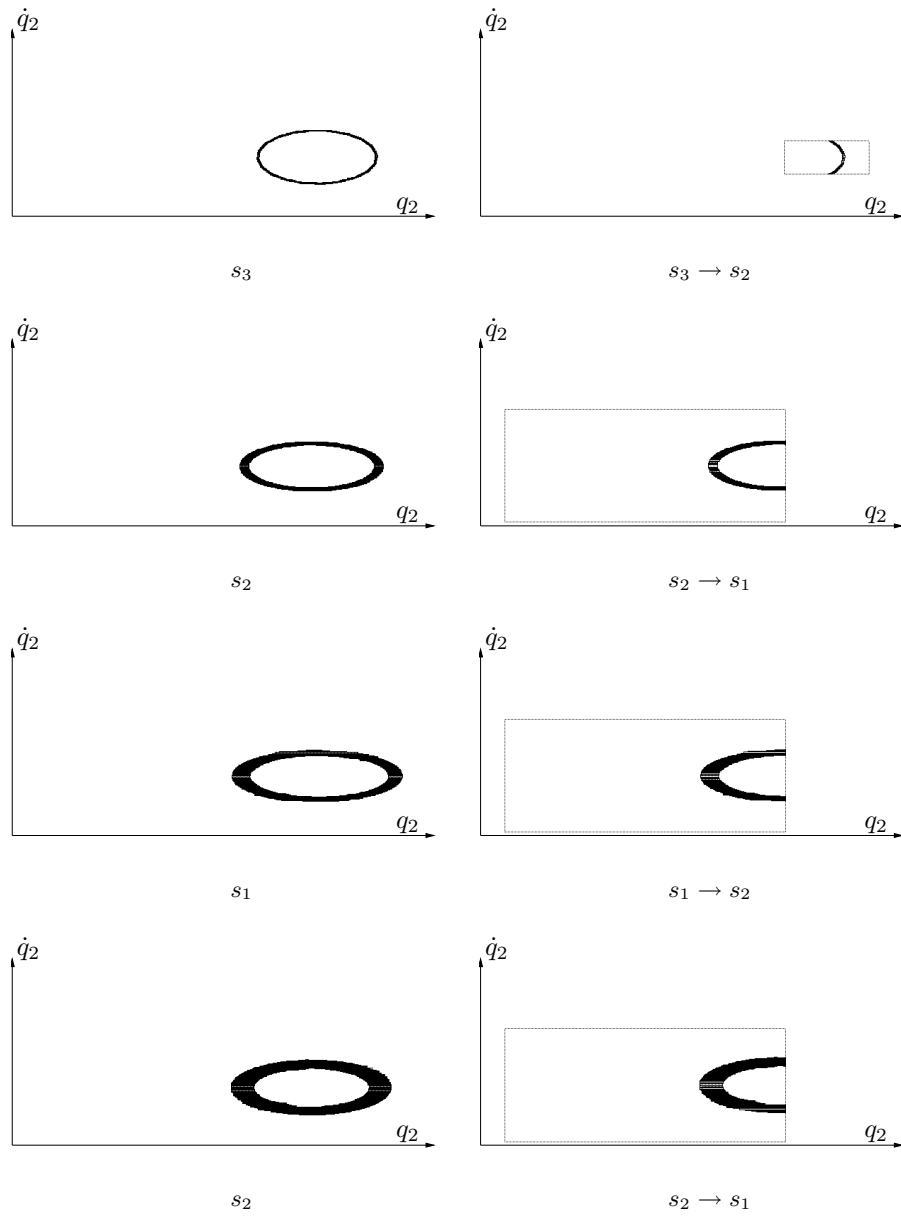 q̇₂ q̇₂
q₂ q₂
s₃ s₃ → s₂
q̇₂ q̇₂
q₂ q₂
s₂ s₂ → s₁
q̇₂ q̇₂
q₂ q₂
s₁ s₁ → s₂
q̇₂ q̇₂
q₂ q₂
s₂ s₂ → s₁